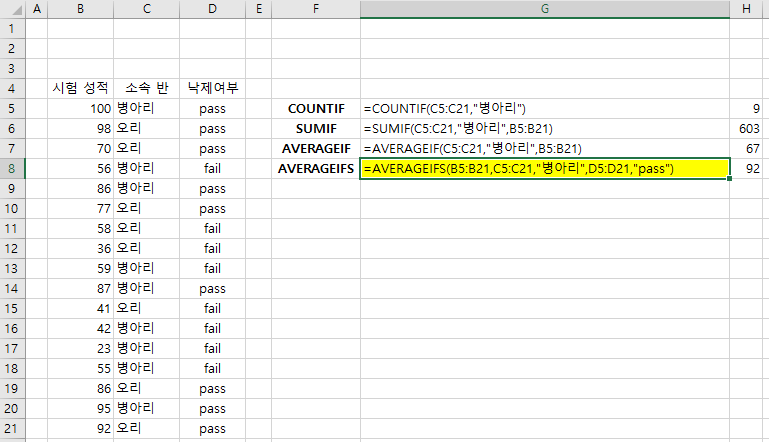 A B C D E F G H
1
2
3
4 시험 성적 소속 반 낙제여부
5 100 병아리 pass COUNTIF =COUNTIF(C5:C21,"병아리") 9
6 98 오리 pass SUMIF =SUMIF(C5:C21,"병아리",B5:B21) 603
7 70 오리 pass AVERAGEIF =AVERAGEIF(C5:C21,"병아리",B5:B21) 67
8 56 병아리 fail AVERAGEIFS =AVERAGEIFS(B5:B21,C5:C21,"병아리",D5:D21,"pass") 92
9 86 병아리 pass
10 77 오리 pass
11 58 오리 fail
12 36 오리 fail
13 59 병아리 fail
14 87 병아리 pass
15 41 오리 fail
16 42 병아리 fail
17 23 병아리 fail
18 55 병아리 fail
19 86 오리 pass
20 95 병아리 pass
21 92 오리 pass